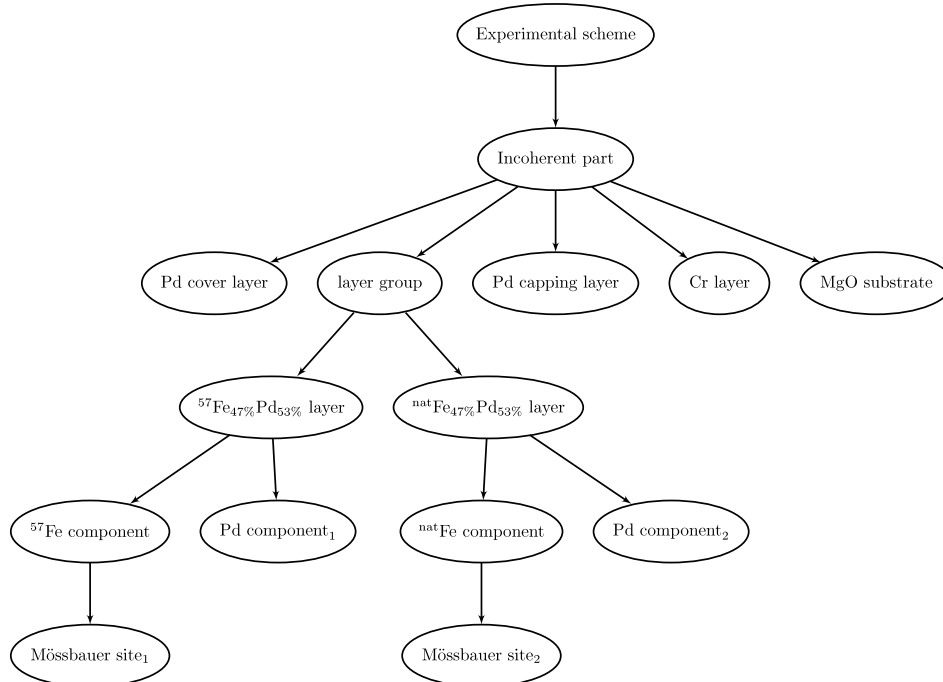 Experimental scheme
Incoherent part
Pd cover layer
layer group
Pd capping layer
Cr layer
MgO substrate
⁵⁷Fe₄₇%Pd₅₃% layer
ⁿᵃᵗFe₄₇%Pd₅₃% layer
⁵⁷Fe component
Pd component₁
ⁿᵃᵗFe component
Pd component₂
Mössbauer site₁
Mössbauer site₂